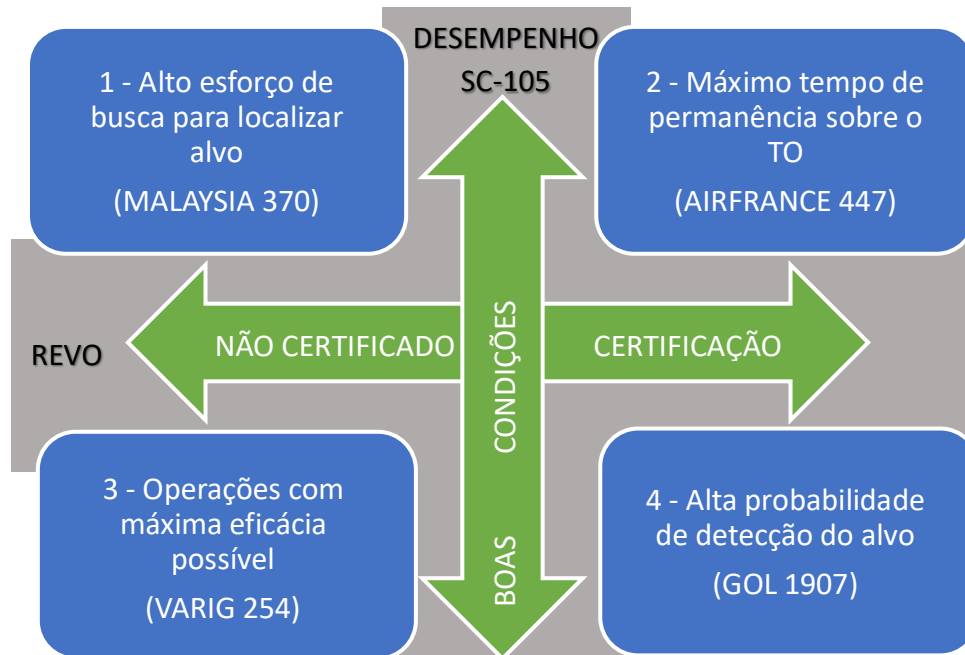 DESEMPENHO
SC-105
1 - Alto esforço de
busca para localizar
alvo
(MALAYSIA 370)
2 - Máximo tempo de
permanência sobre o
TO
(AIRFRANCE 447)
REVO
NÃO CERTIFICADO
CONDIÇÕES
BOAS
CERTIFICAÇÃO
3 - Operações com
máxima eficácia
possível
(VARIG 254)
4 - Alta probabilidade
de detecção do alvo
(GOL 1907)